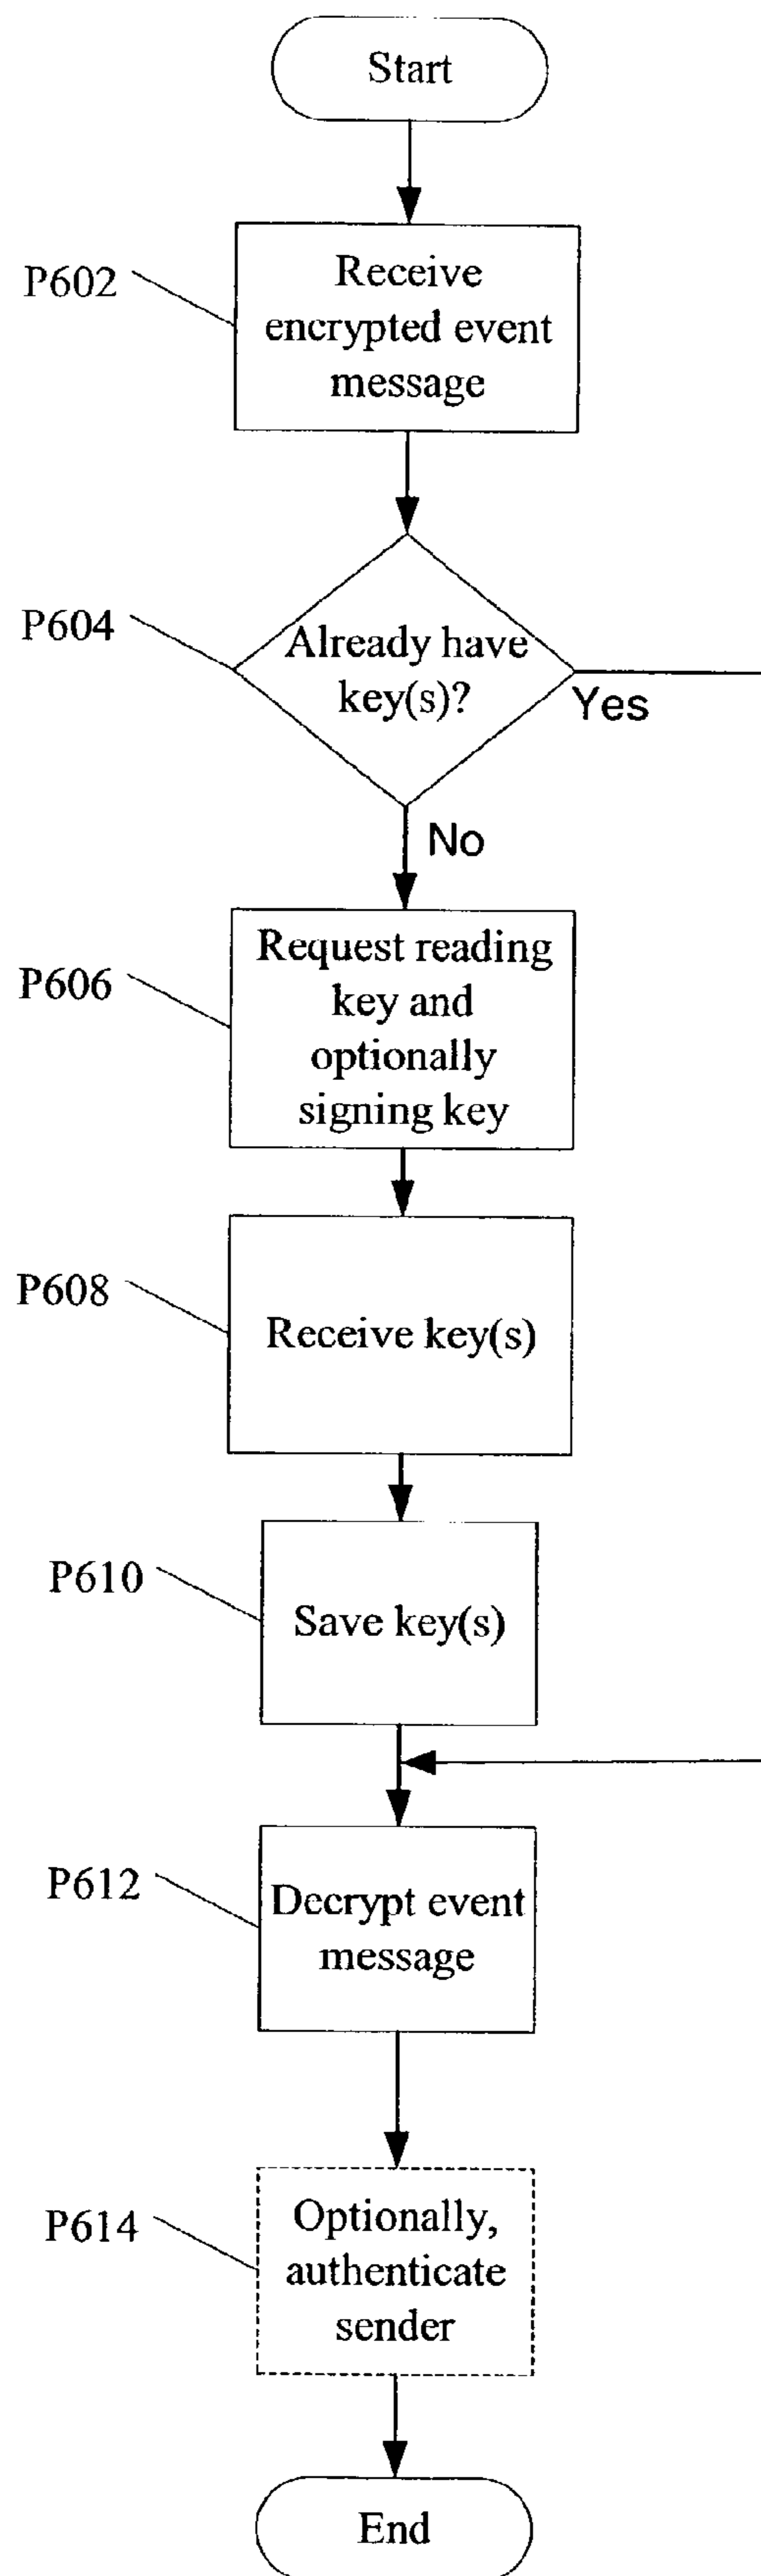 Start
P602
Receive
encrypted event
message
P604
Already have
key(s)?
Yes
No
P606
Request reading
key and
optionally
signing key
P608
Receive key(s)
P610
Save key(s)
P612
Decrypt event
message
P614
Optionally,
authenticate
sender
End